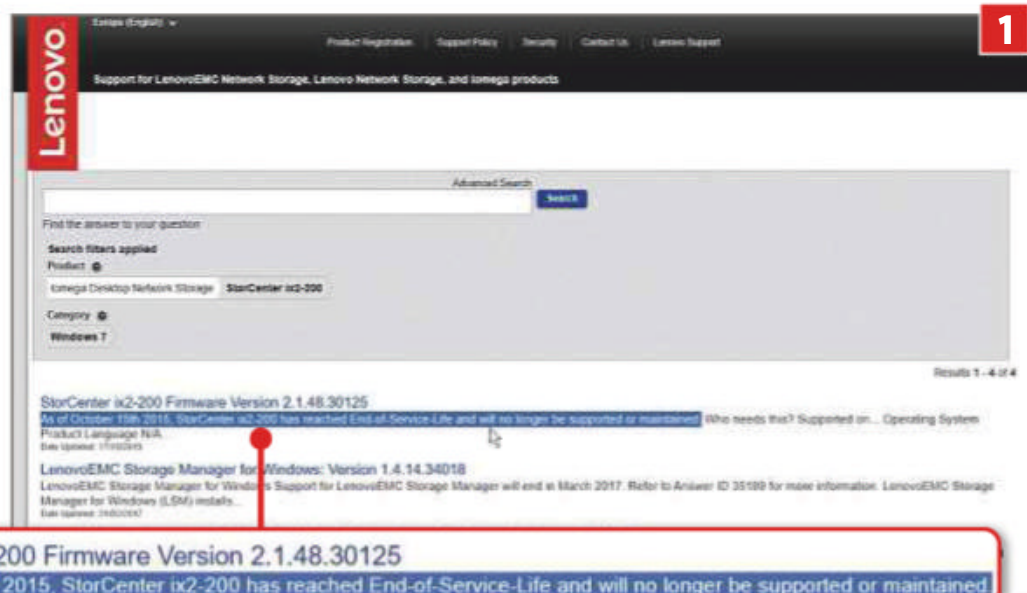 1
Lenovo
Europe (English)
Product Registration Support Policy Security Contact Us Lenovo Support
Support for LenovoEMC Network Storage, Lenovo Network Storage, and Iomega products
Advanced Search
Search
Find the answer to your question
Search filters applied
Product
Iomega Desktop Network Storage StorCenter ix2-200
Category
Windows 7
Results 1 - 4 of 4
StorCenter ix2-200 Firmware Version 2.1.48.30125
As of October 15th 2015, StorCenter ix2-200 has reached End-of-Service-Life and will no longer be supported or maintained. Who needs this? Supported on... Operating System
Product Language N/A
Date Updated:
LenovoEMC Storage Manager for Windows: Version 1.4.14.34018
LenovoEMC Storage Manager for Windows Support for LenovoEMC Storage Manager will end in March 2017. Refer to Answer ID 35189 for more information. LenovoEMC Storage
Manager for Windows (LSM) installs...
Date Updated:
200 Firmware Version 2.1.48.30125
2015, StorCenter ix2-200 has reached End-of-Service-Life and will no longer be supported or maintained.